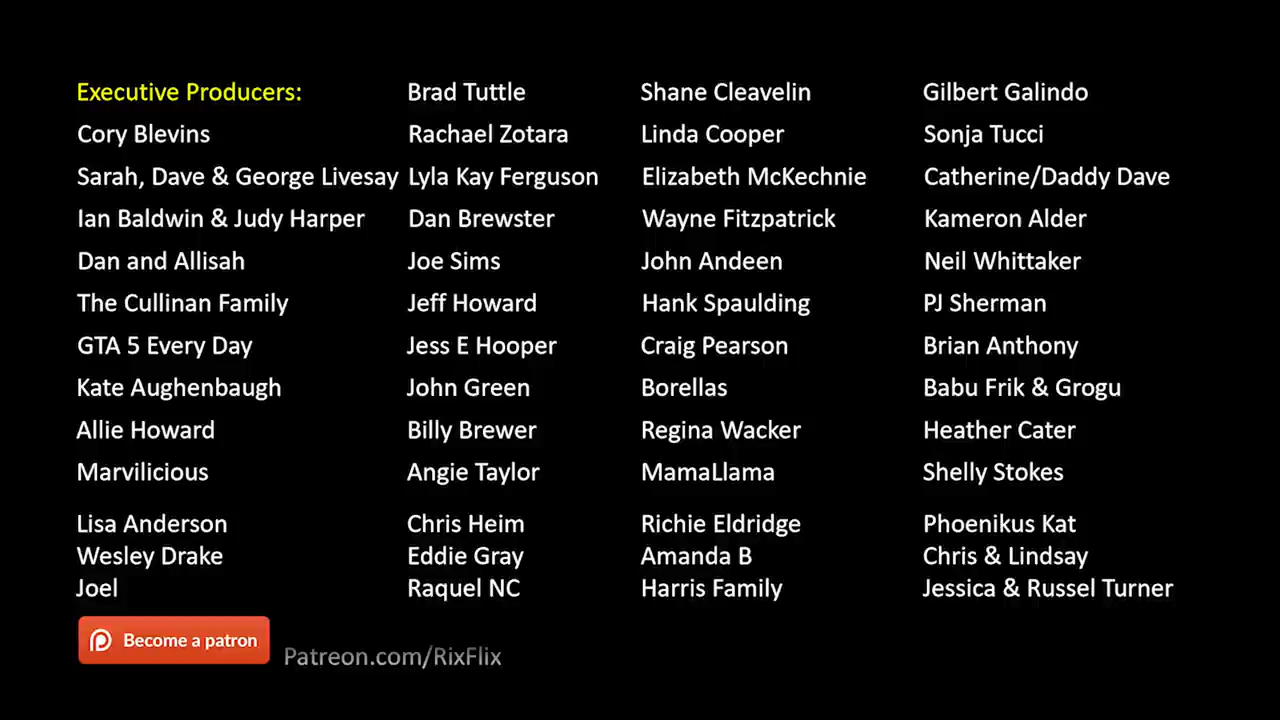 Executive Producers:
Cory Blevins
Sarah, Dave & George Livesay
Ian Baldwin & Judy Harper
Dan and Allisah
The Cullinan Family
GTA 5 Every Day
Kate Aughenbaugh
Allie Howard
Marvilicious
Lisa Anderson
Wesley Drake
Joel
Brad Tuttle
Rachael Zotara
Lyla Kay Ferguson
Dan Brewster
Joe Sims
Jeff Howard
Jess E Hooper
John Green
Billy Brewer
Angie Taylor
Chris Heim
Eddie Gray
Raquel NC
Shane Cleavelin
Linda Cooper
Elizabeth McKechnie
Wayne Fitzpatrick
John Andeen
Hank Spaulding
Craig Pearson
Borellas
Regina Wacker
MamaLlama
Richie Eldridge
Amanda B
Harris Family
Gilbert Galindo
Sonja Tucci
Catherine/Daddy Dave
Kameron Alder
Neil Whittaker
PJ Sherman
Brian Anthony
Babu Frik & Grogu
Heather Cater
Shelly Stokes
Phoenikus Kat
Chris & Lindsay
Jessica & Russel Turner
Become a patron
Patreon.com/RixFlix